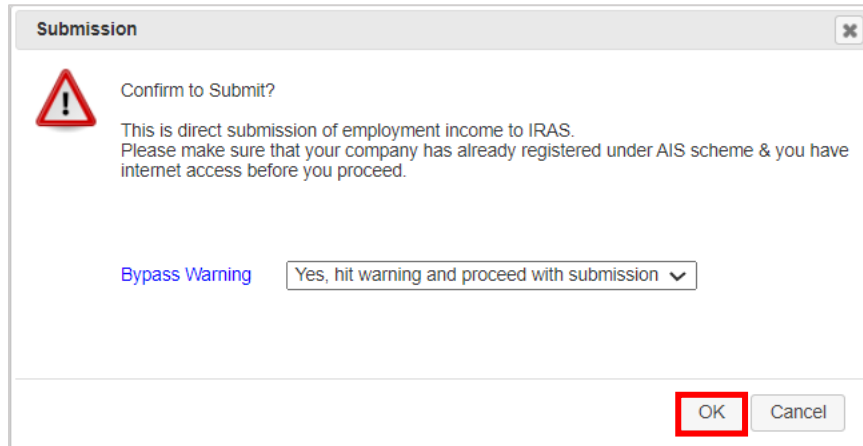 Submission
Confirm to Submit?
This is direct submission of employment income to IRAS.
Please make sure that your company has already registered under AIS scheme & you have
internet access before you proceed.
Bypass Warning Yes, hit warning and proceed with submission
OK Cancel